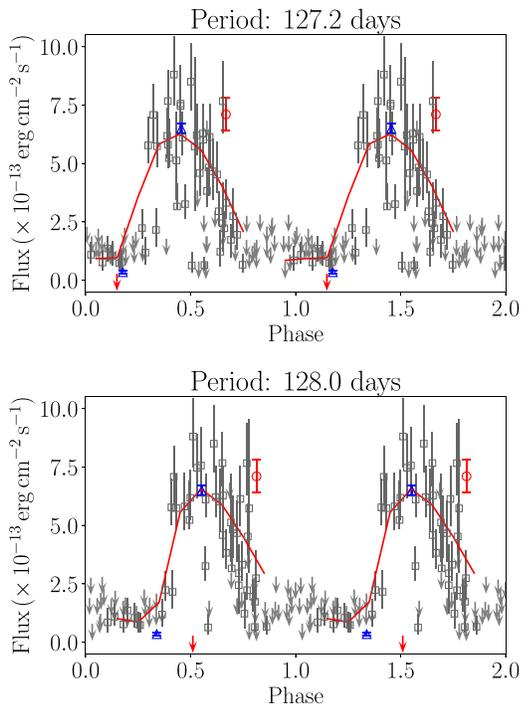 Period: 127.2 days
10.0
7.5
5.0
2.5
0.0
Flux (× 10⁻¹³ erg cm⁻² s⁻¹)
0.0 0.5 1.0 1.5 2.0
Phase
Period: 128.0 days
10.0
7.5
5.0
2.5
0.0
Flux (× 10⁻¹³ erg cm⁻² s⁻¹)
0.0 0.5 1.0 1.5 2.0
Phase